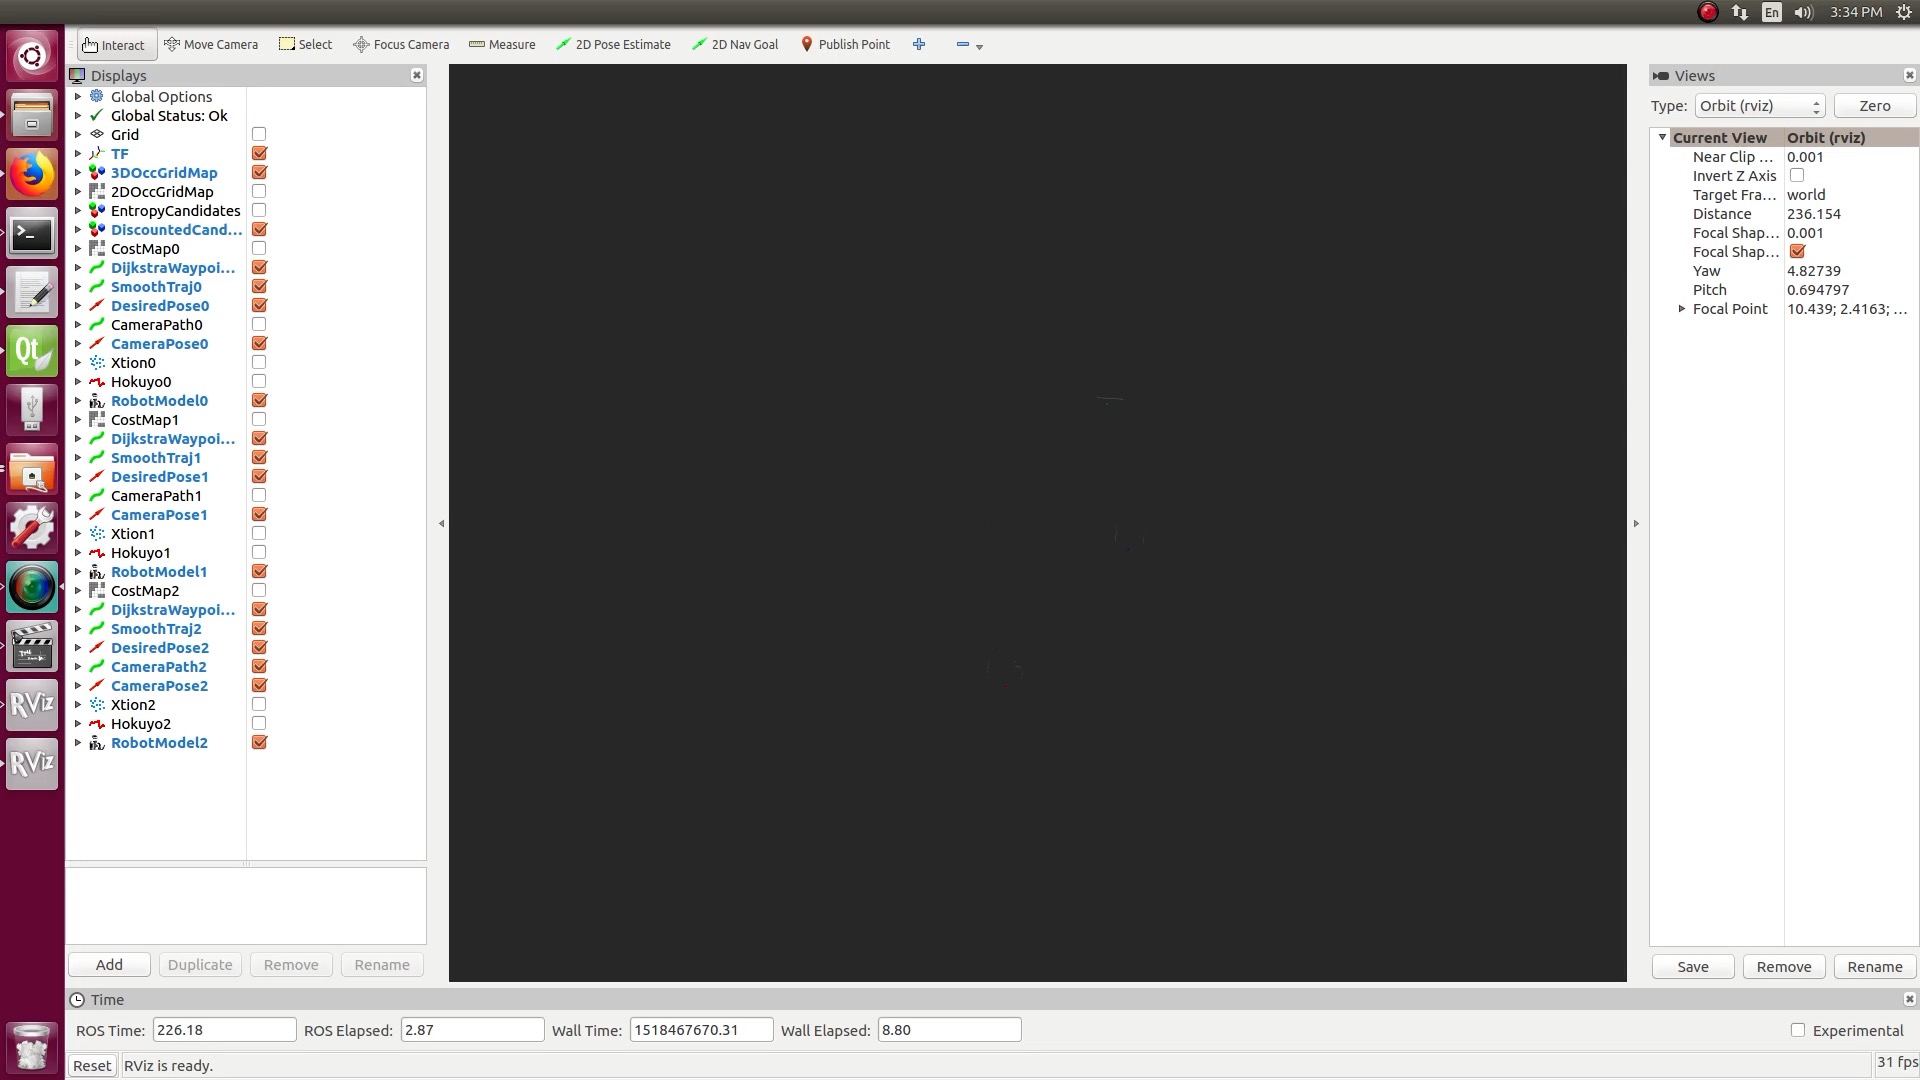 En
3:34 PM
Interact
Move Camera
Select
Focus Camera
Measure
2D Pose Estimate
2D Nav Goal
Publish Point
Displays
Global Options
Global Status: Ok
Grid
TF
3DOccGridMap
2DOccGridMap
EntropyCandidates
DiscountedCand...
CostMap0
DijkstraWaypoi...
SmoothTraj0
DesiredPose0
CameraPath0
CameraPose0
Xtion0
Hokuyo0
RobotModel0
CostMap1
DijkstraWaypoi...
SmoothTraj1
DesiredPose1
CameraPath1
CameraPose1
Xtion1
Hokuyo1
RobotModel1
CostMap2
DijkstraWaypoi...
SmoothTraj2
DesiredPose2
CameraPath2
CameraPose2
Xtion2
Hokuyo2
RobotModel2
Add
Duplicate
Remove
Rename
Views
Type: Orbit (rviz) Zero
Current View Orbit (rviz)
Near Clip ... 0.001
Invert Z Axis
Target Fra... world
Distance 236.154
Focal Shap... 0.001
Focal Shap...
Yaw 4.82739
Pitch 0.694797
Focal Point 10.439; 2.4163; ...
Save
Remove
Rename
Qt
RViz
RViz
Time
ROS Time: 226.18 ROS Elapsed: 2.87 Wall Time: 1518467670.31 Wall Elapsed: 8.80 Experimental
Reset RViz is ready. 31 fps